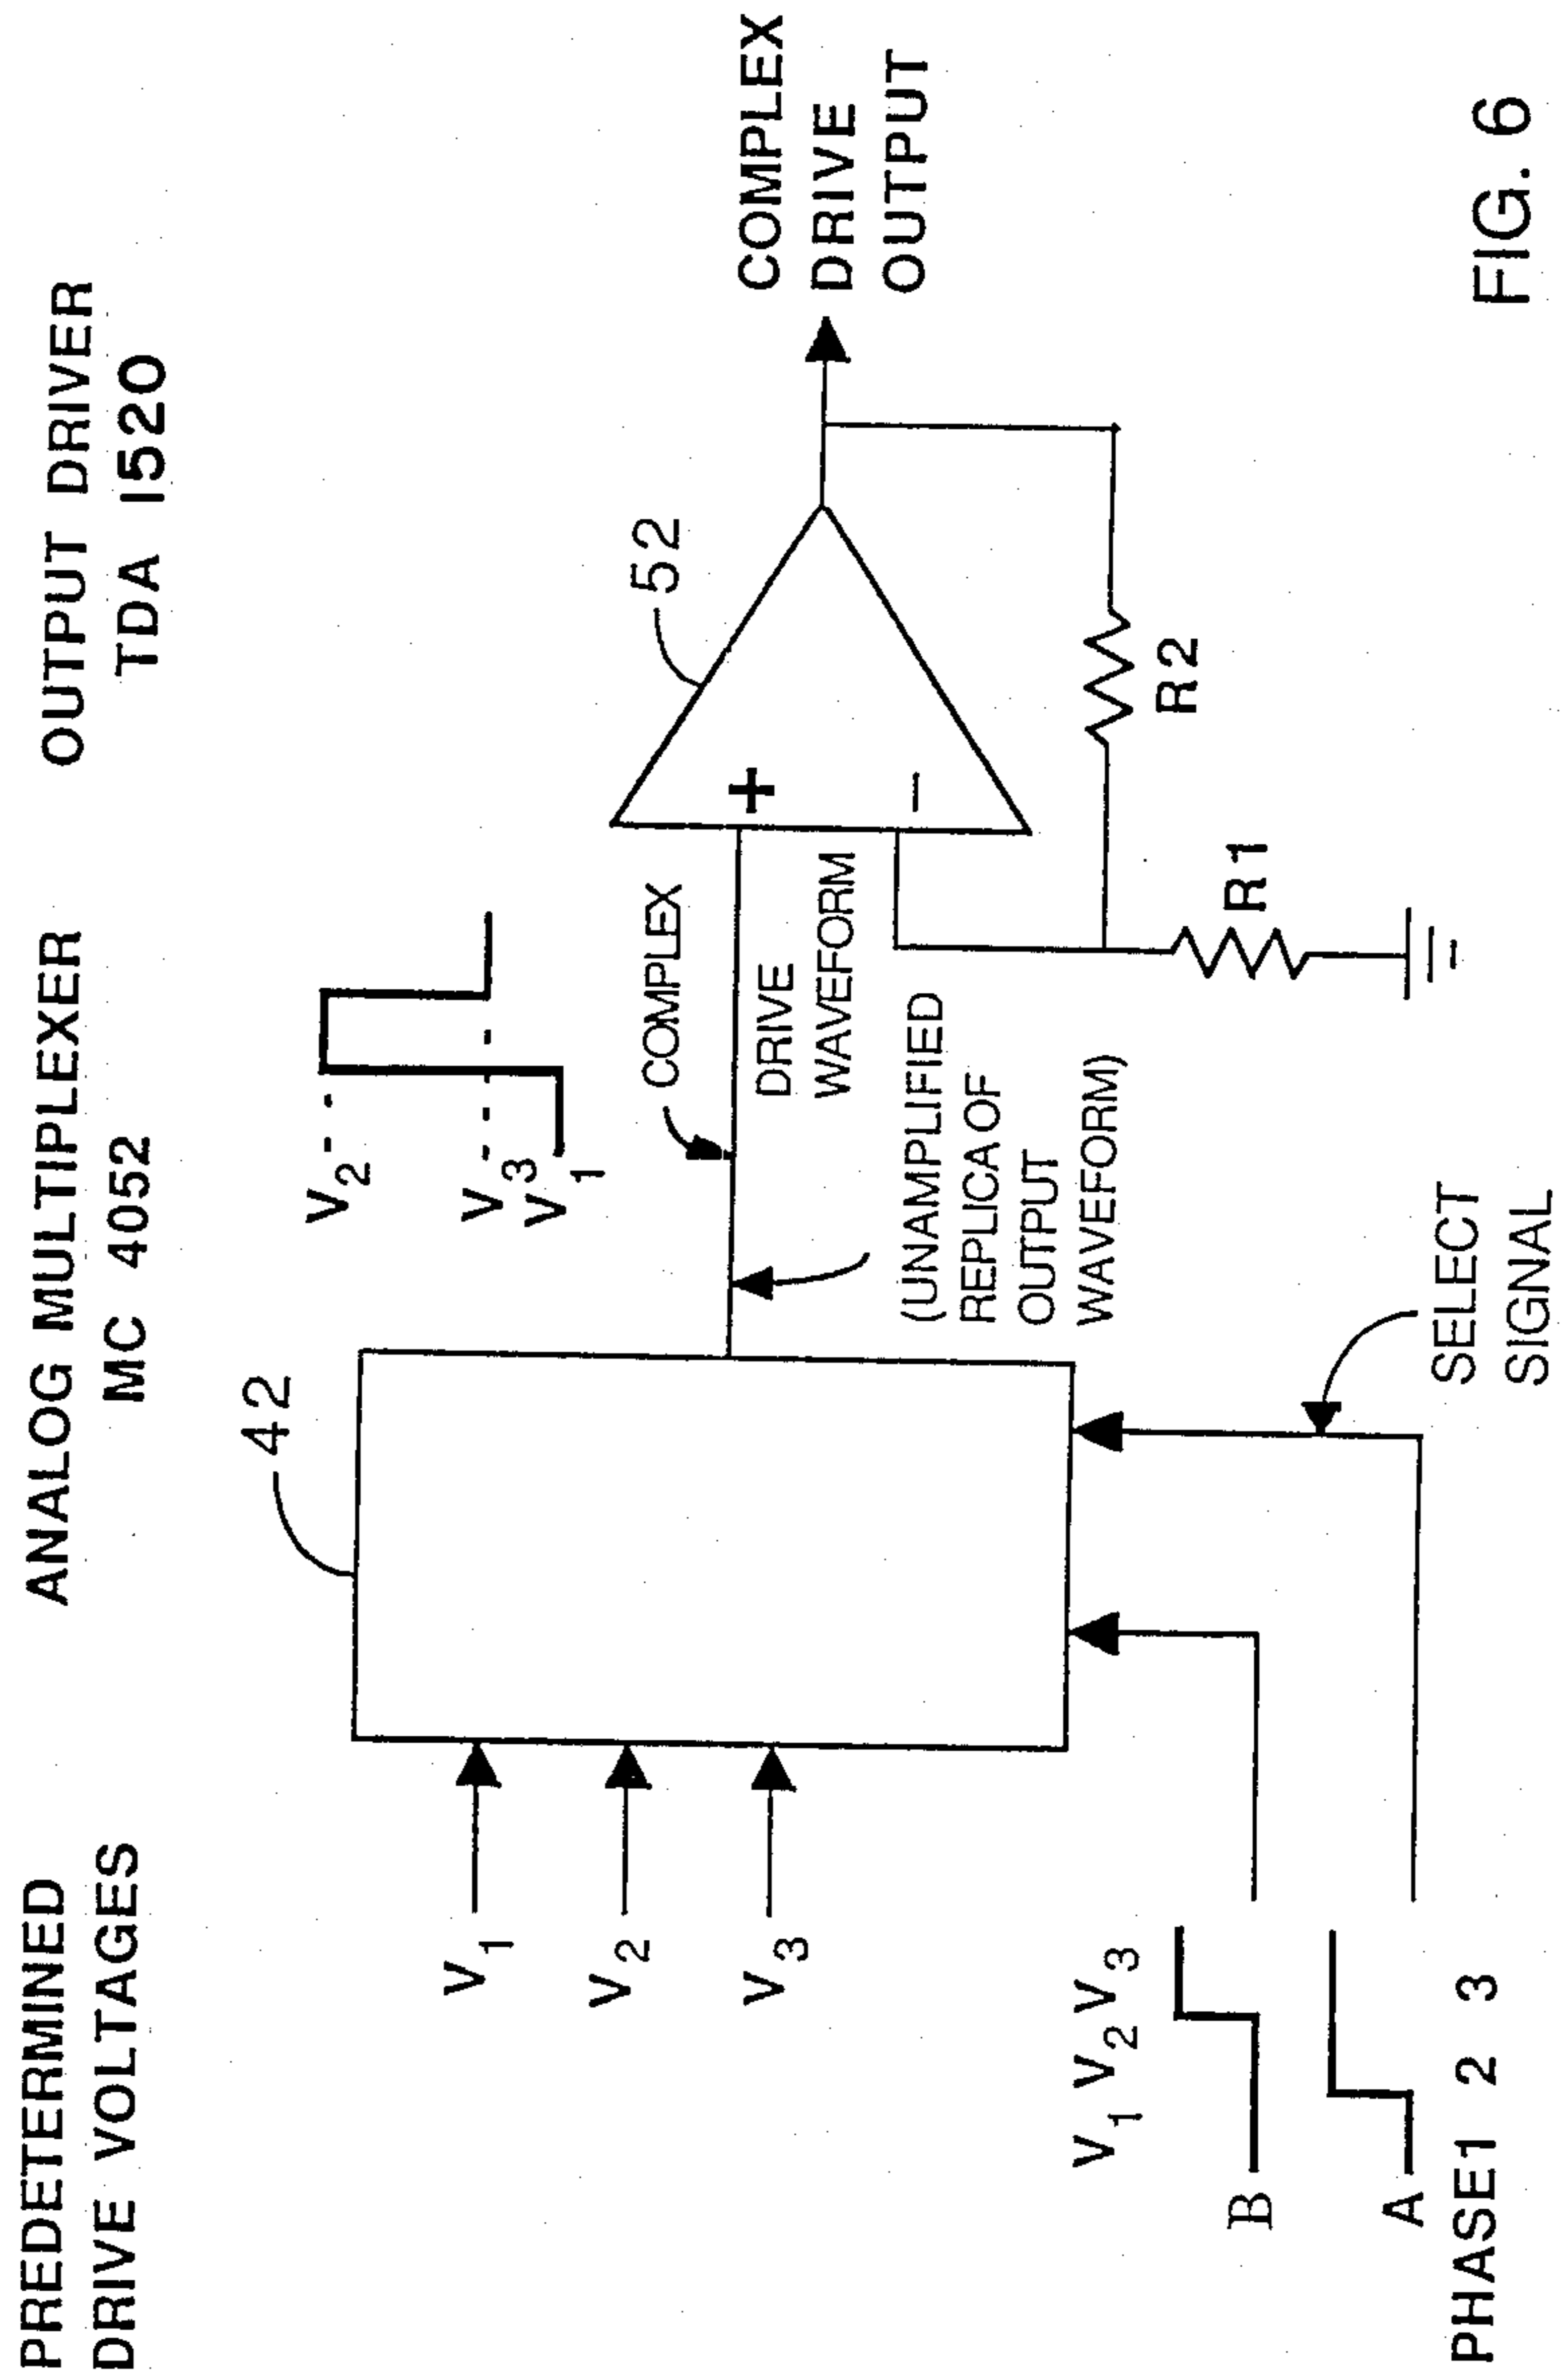 PREDETERMINED
DRIVE VOLTAGES
ANALOG MULTIPLEXER
MC 4052
OUTPUT DRIVER
TDA 1520
42
V2
V3
V1
52
V1
V2
V3
COMPLEX
DRIVE
WAVEFORM
(UNAMPLIFIED
REPLICA OF
OUTPUT
WAVEFORM)
+
−
COMPLEX
DRIVE
OUTPUT
R2
R1
V1 V2 V3
B
A
PHASE1 2 3
SELECT
SIGNAL
FIG. 6